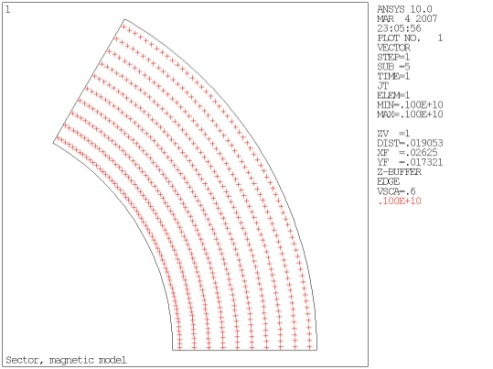 1
ANSYS 10.0
MAR 4 2007
23:05:56
PLOT NO. 1
VECTOR
STEP=1
SUB =5
TIME=1
JT
ELEM=1
MIN=.100E+10
MAX=.100E+10
ZV =1
DIST=.019053
XF =.02625
YF =.017321
Z-BUFFER
EDGE
VSCA=.6
.100E+10
Sector, magnetic model